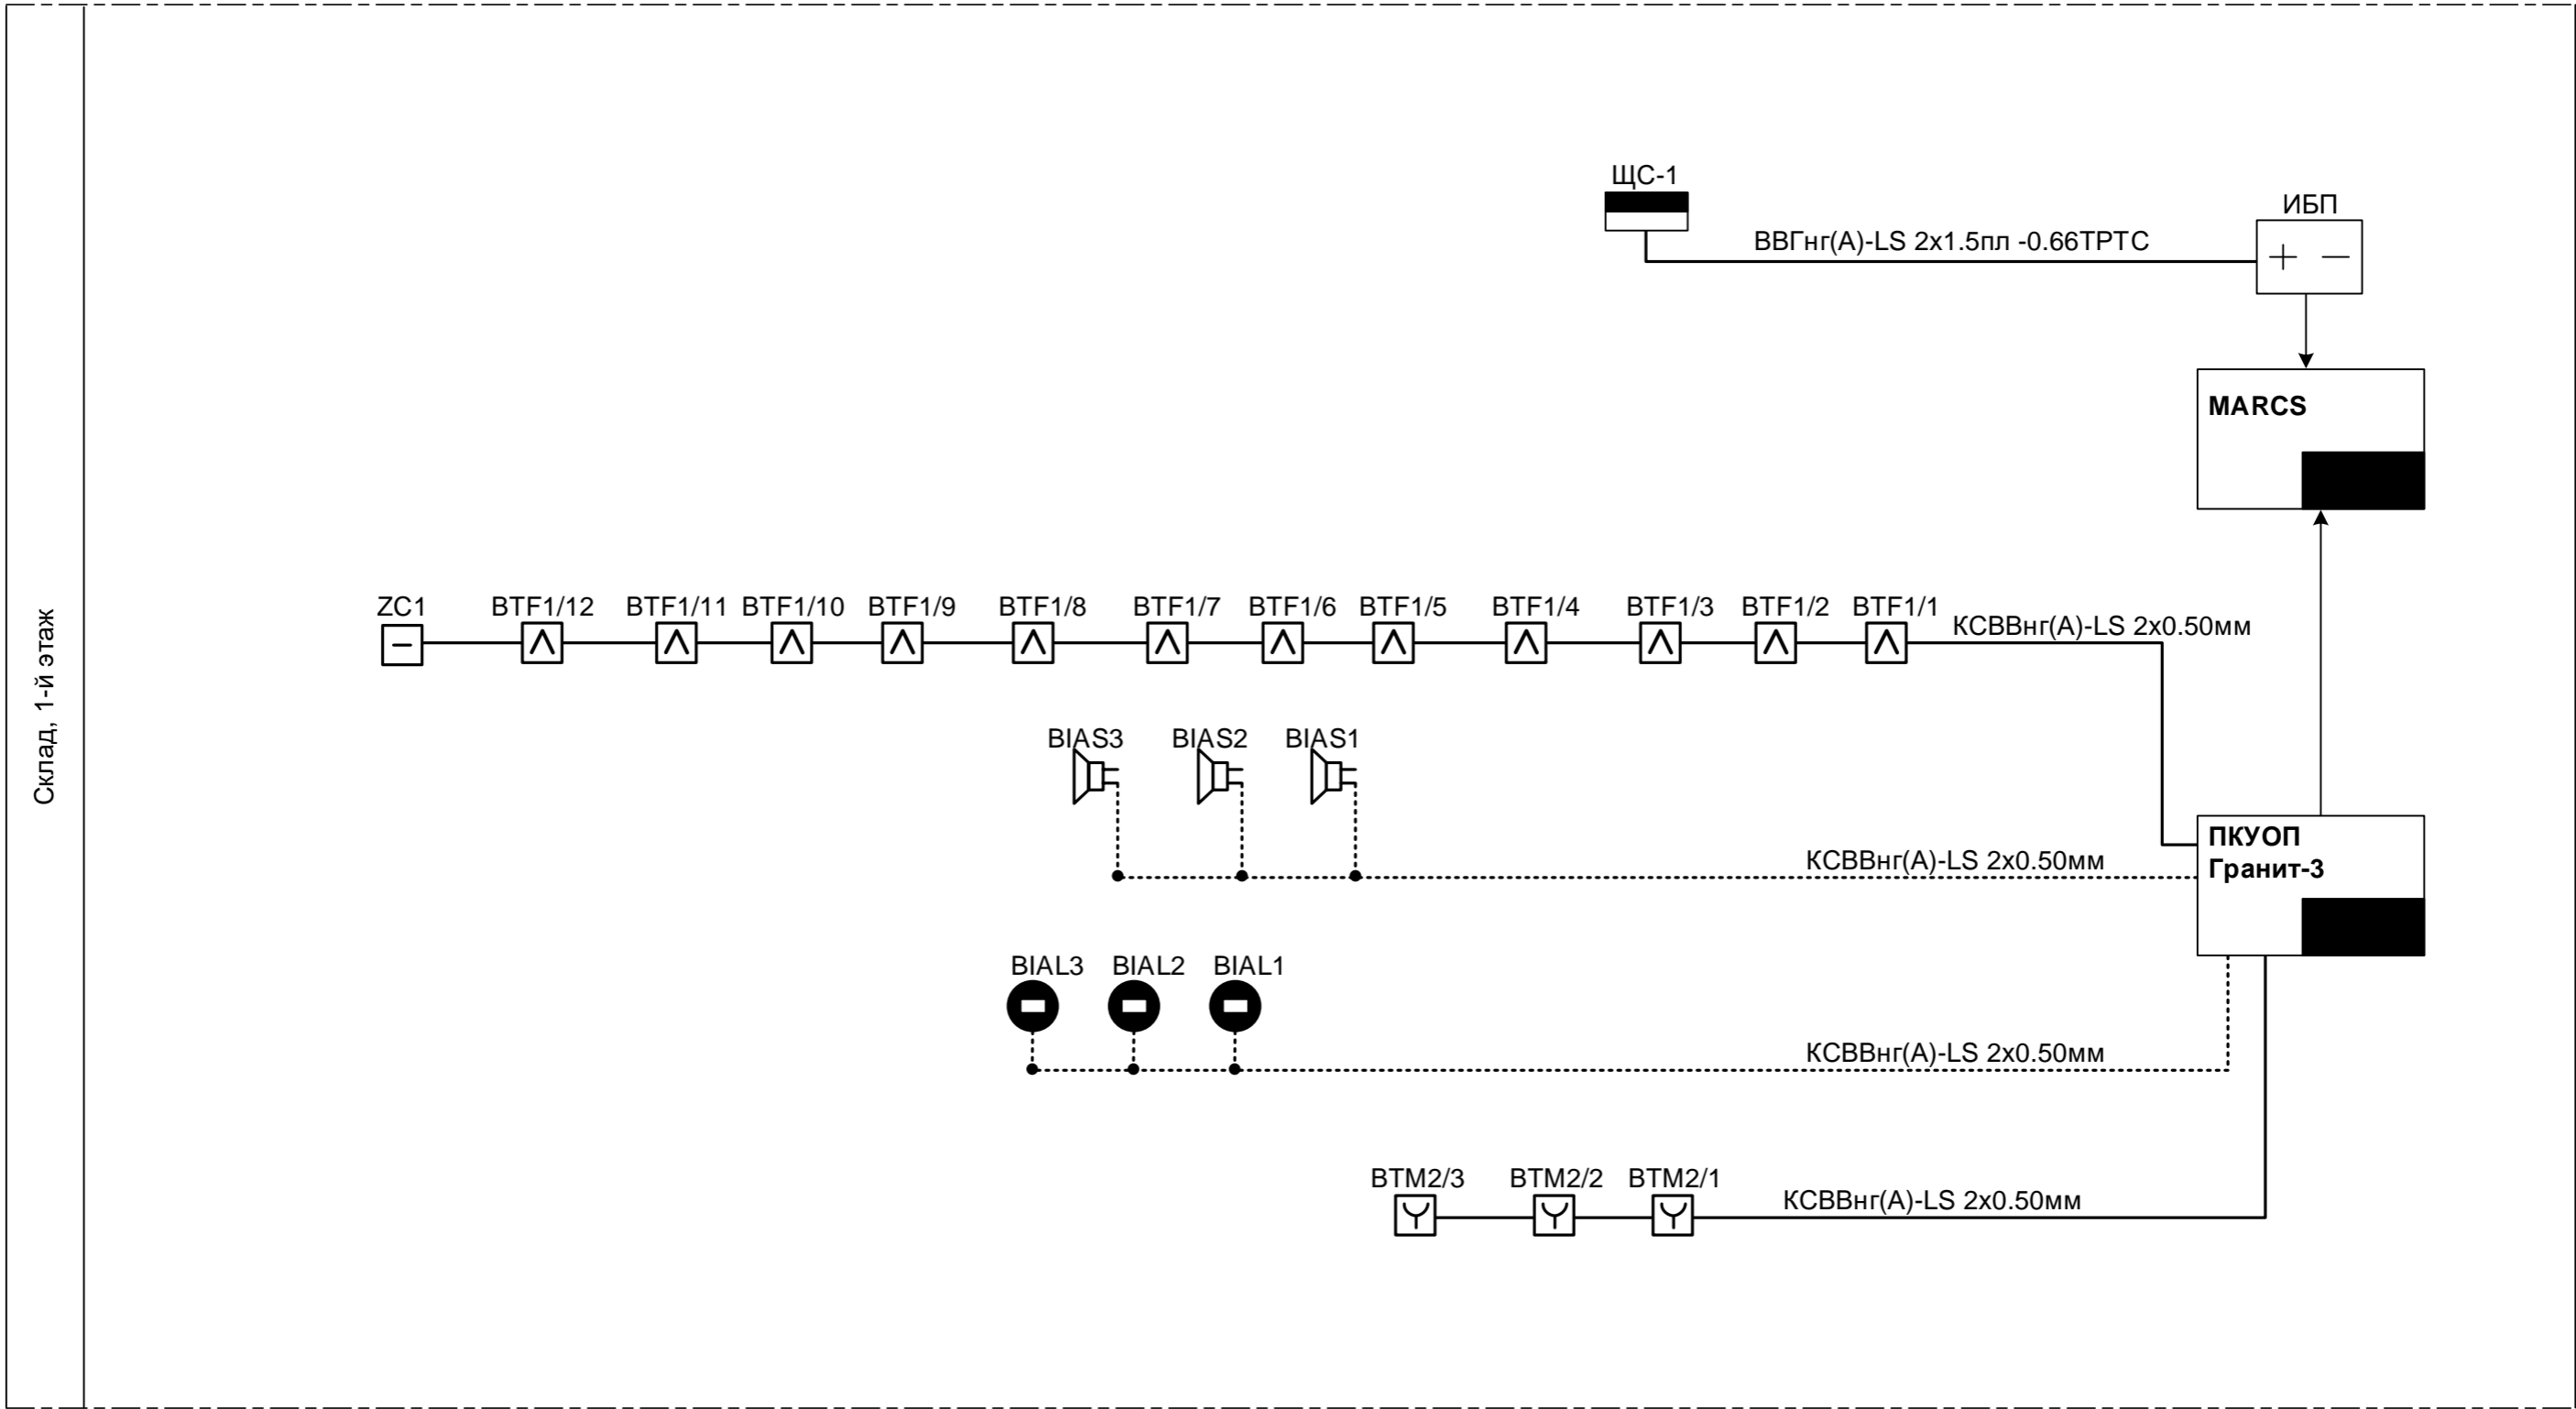 ЩС-1
ИБП
ВВГнг(А)-LS 2х1.5пл -0.66ТРТС
MARCS
ZC1
BTF1/12
BTF1/11
BTF1/10
BTF1/9
BTF1/8
BTF1/7
BTF1/6
BTF1/5
BTF1/4
BTF1/3
BTF1/2
BTF1/1
КСВВнг(А)-LS 2х0.50мм
Склад, 1-й этаж
BIAS3
BIAS2
BIAS1
КСВВнг(А)-LS 2х0.50мм
ПКУОП
Гранит-3
BIAL3
BIAL2
BIAL1
КСВВнг(А)-LS 2х0.50мм
BTM2/3
BTM2/2
BTM2/1
КСВВнг(А)-LS 2х0.50мм